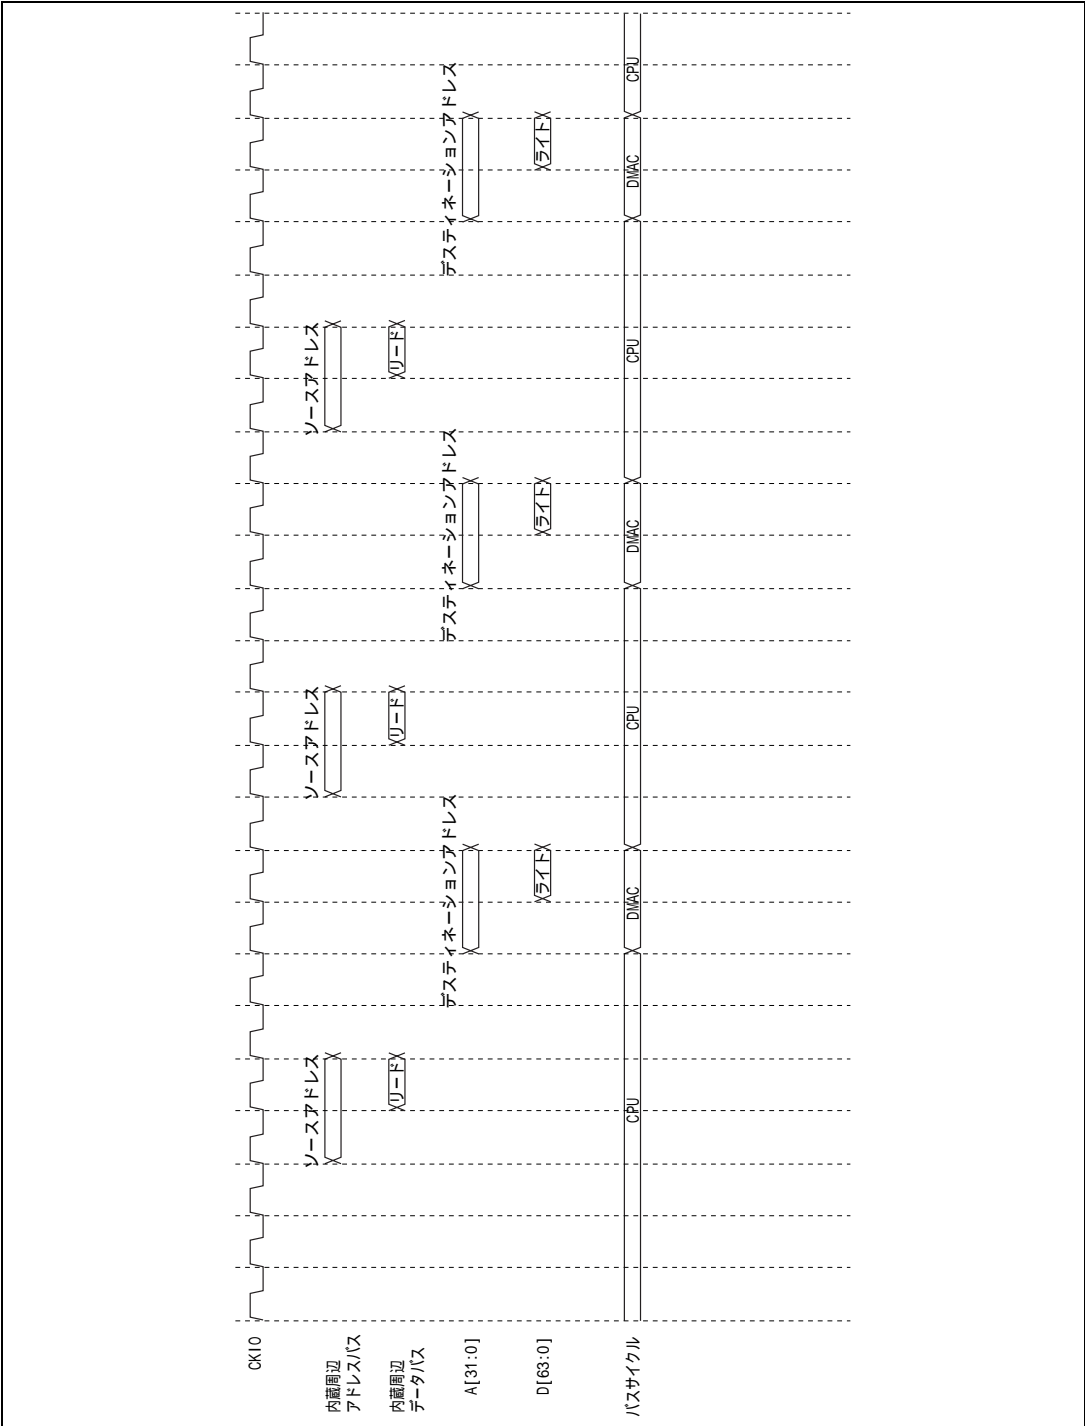 CKIO
ソースアドレス
ソースアドレス
ソースアドレス
内蔵周辺
アドレスバス
内蔵周辺
データバス
リード
リード
リード
デスティネーションアドレス
デスティネーションアドレス
デスティネーションアドレス
A[31:0]
D[63:0]
ライト
ライト
ライト
バスサイクル
CPU
DMAC
CPU
DMAC
CPU
DMAC
CPU